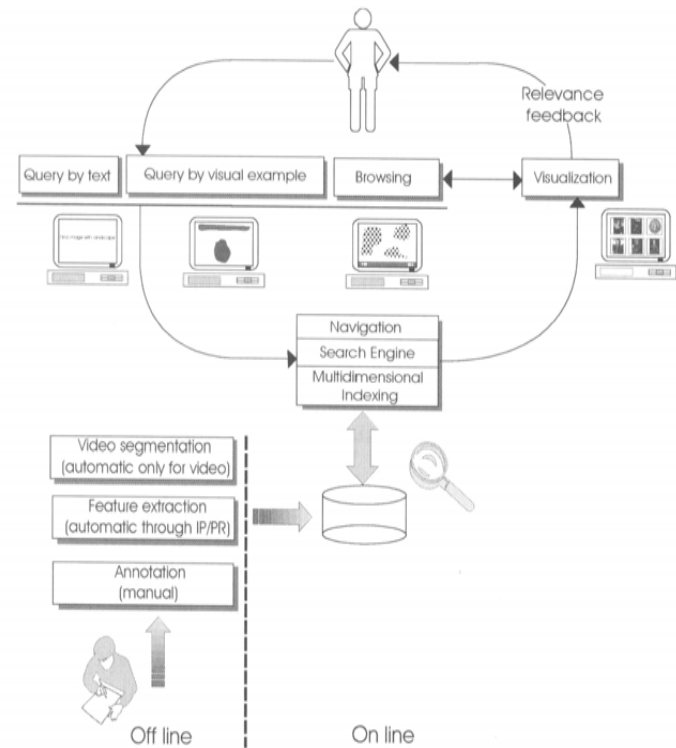 Relevance
feedback
Query by text
Query by visual example
Browsing
Visualization
Navigation
Search Engine
Multidimensional
Indexing
Video segmentation
(automatic only for video)
Feature extraction
(automatic through IP/PR)
Annotation
(manual)
Off line
On line